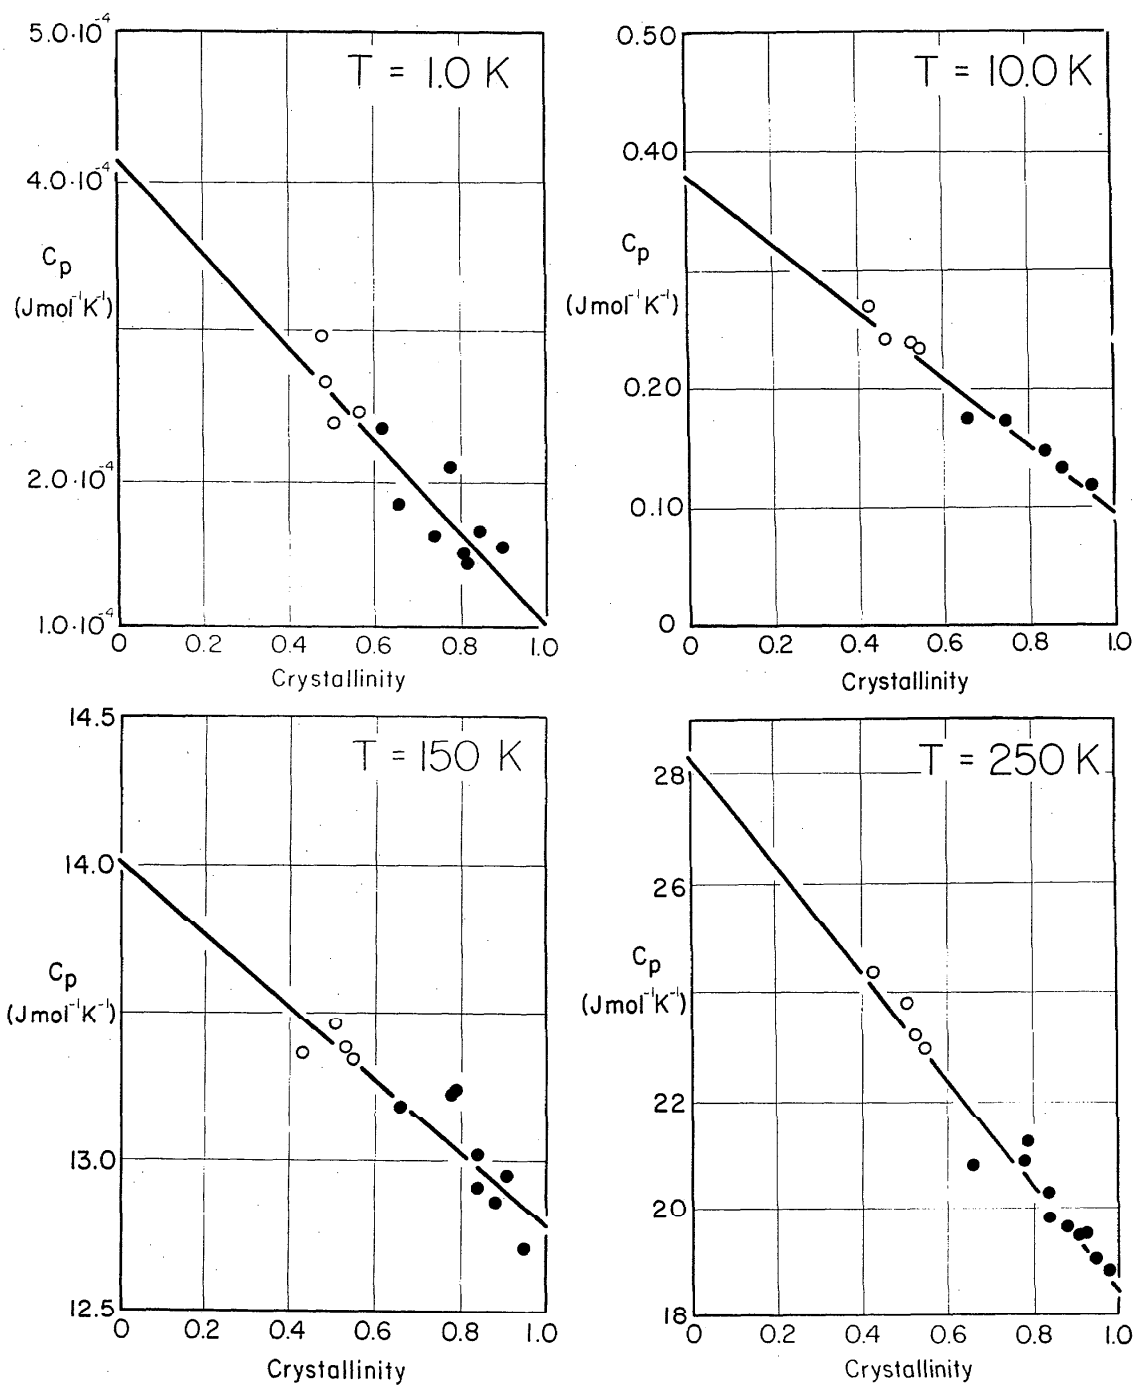 T = 1.0 K
5.0·10⁻⁴
4.0·10⁻⁴
Cp
(Jmol⁻¹K⁻¹)
2.0·10⁻⁴
1.0·10⁻⁴
0 0.2 0.4 0.6 0.8 1.0
Crystallinity
T = 10.0 K
0.50
0.40
Cp
(Jmol⁻¹K⁻¹)
0.20
0.10
0
0 0.2 0.4 0.6 0.8 1.0
Crystallinity
T = 150 K
14.5
14.0
Cp
(Jmol⁻¹K⁻¹)
13.0
12.5
0 0.2 0.4 0.6 0.8 1.0
Crystallinity
T = 250 K
28
26
Cp
(Jmol⁻¹K⁻¹)
22
20
18
0 0.2 0.4 0.6 0.8 1.0
Crystallinity